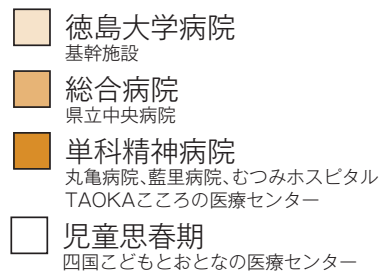 徳島大学病院
基幹施設
総合病院
県立中央病院
単科精神病院
丸亀病院、藍里病院、むつみホスピタル
TAOKAこころの医療センター
児童思春期
四国こどもとおとなの医療センター